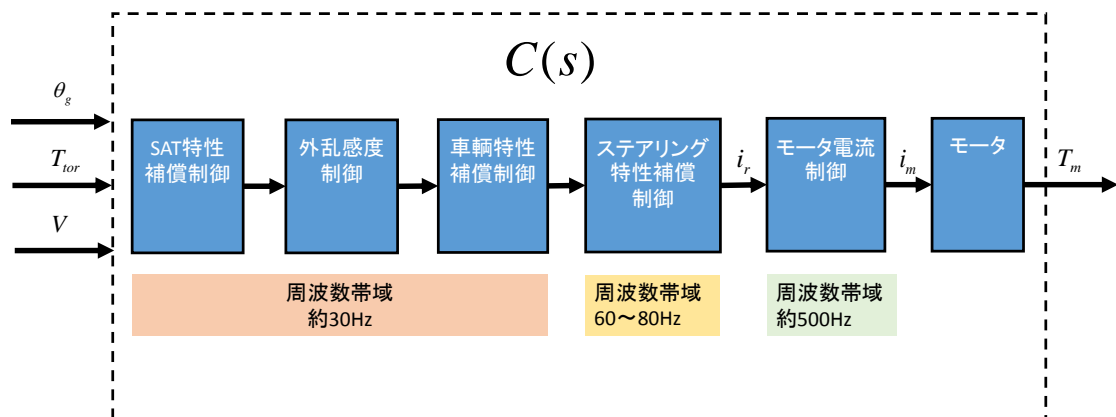 C(s)
θg
Ttor
V
SAT特性
補償制御
外乱感度
制御
車輌特性
補償制御
ステアリング
特性補償
制御
ir
モータ電流
制御
im
モータ
Tm
周波数帯域
約30Hz
周波数帯域
60～80Hz
周波数帯域
約500Hz